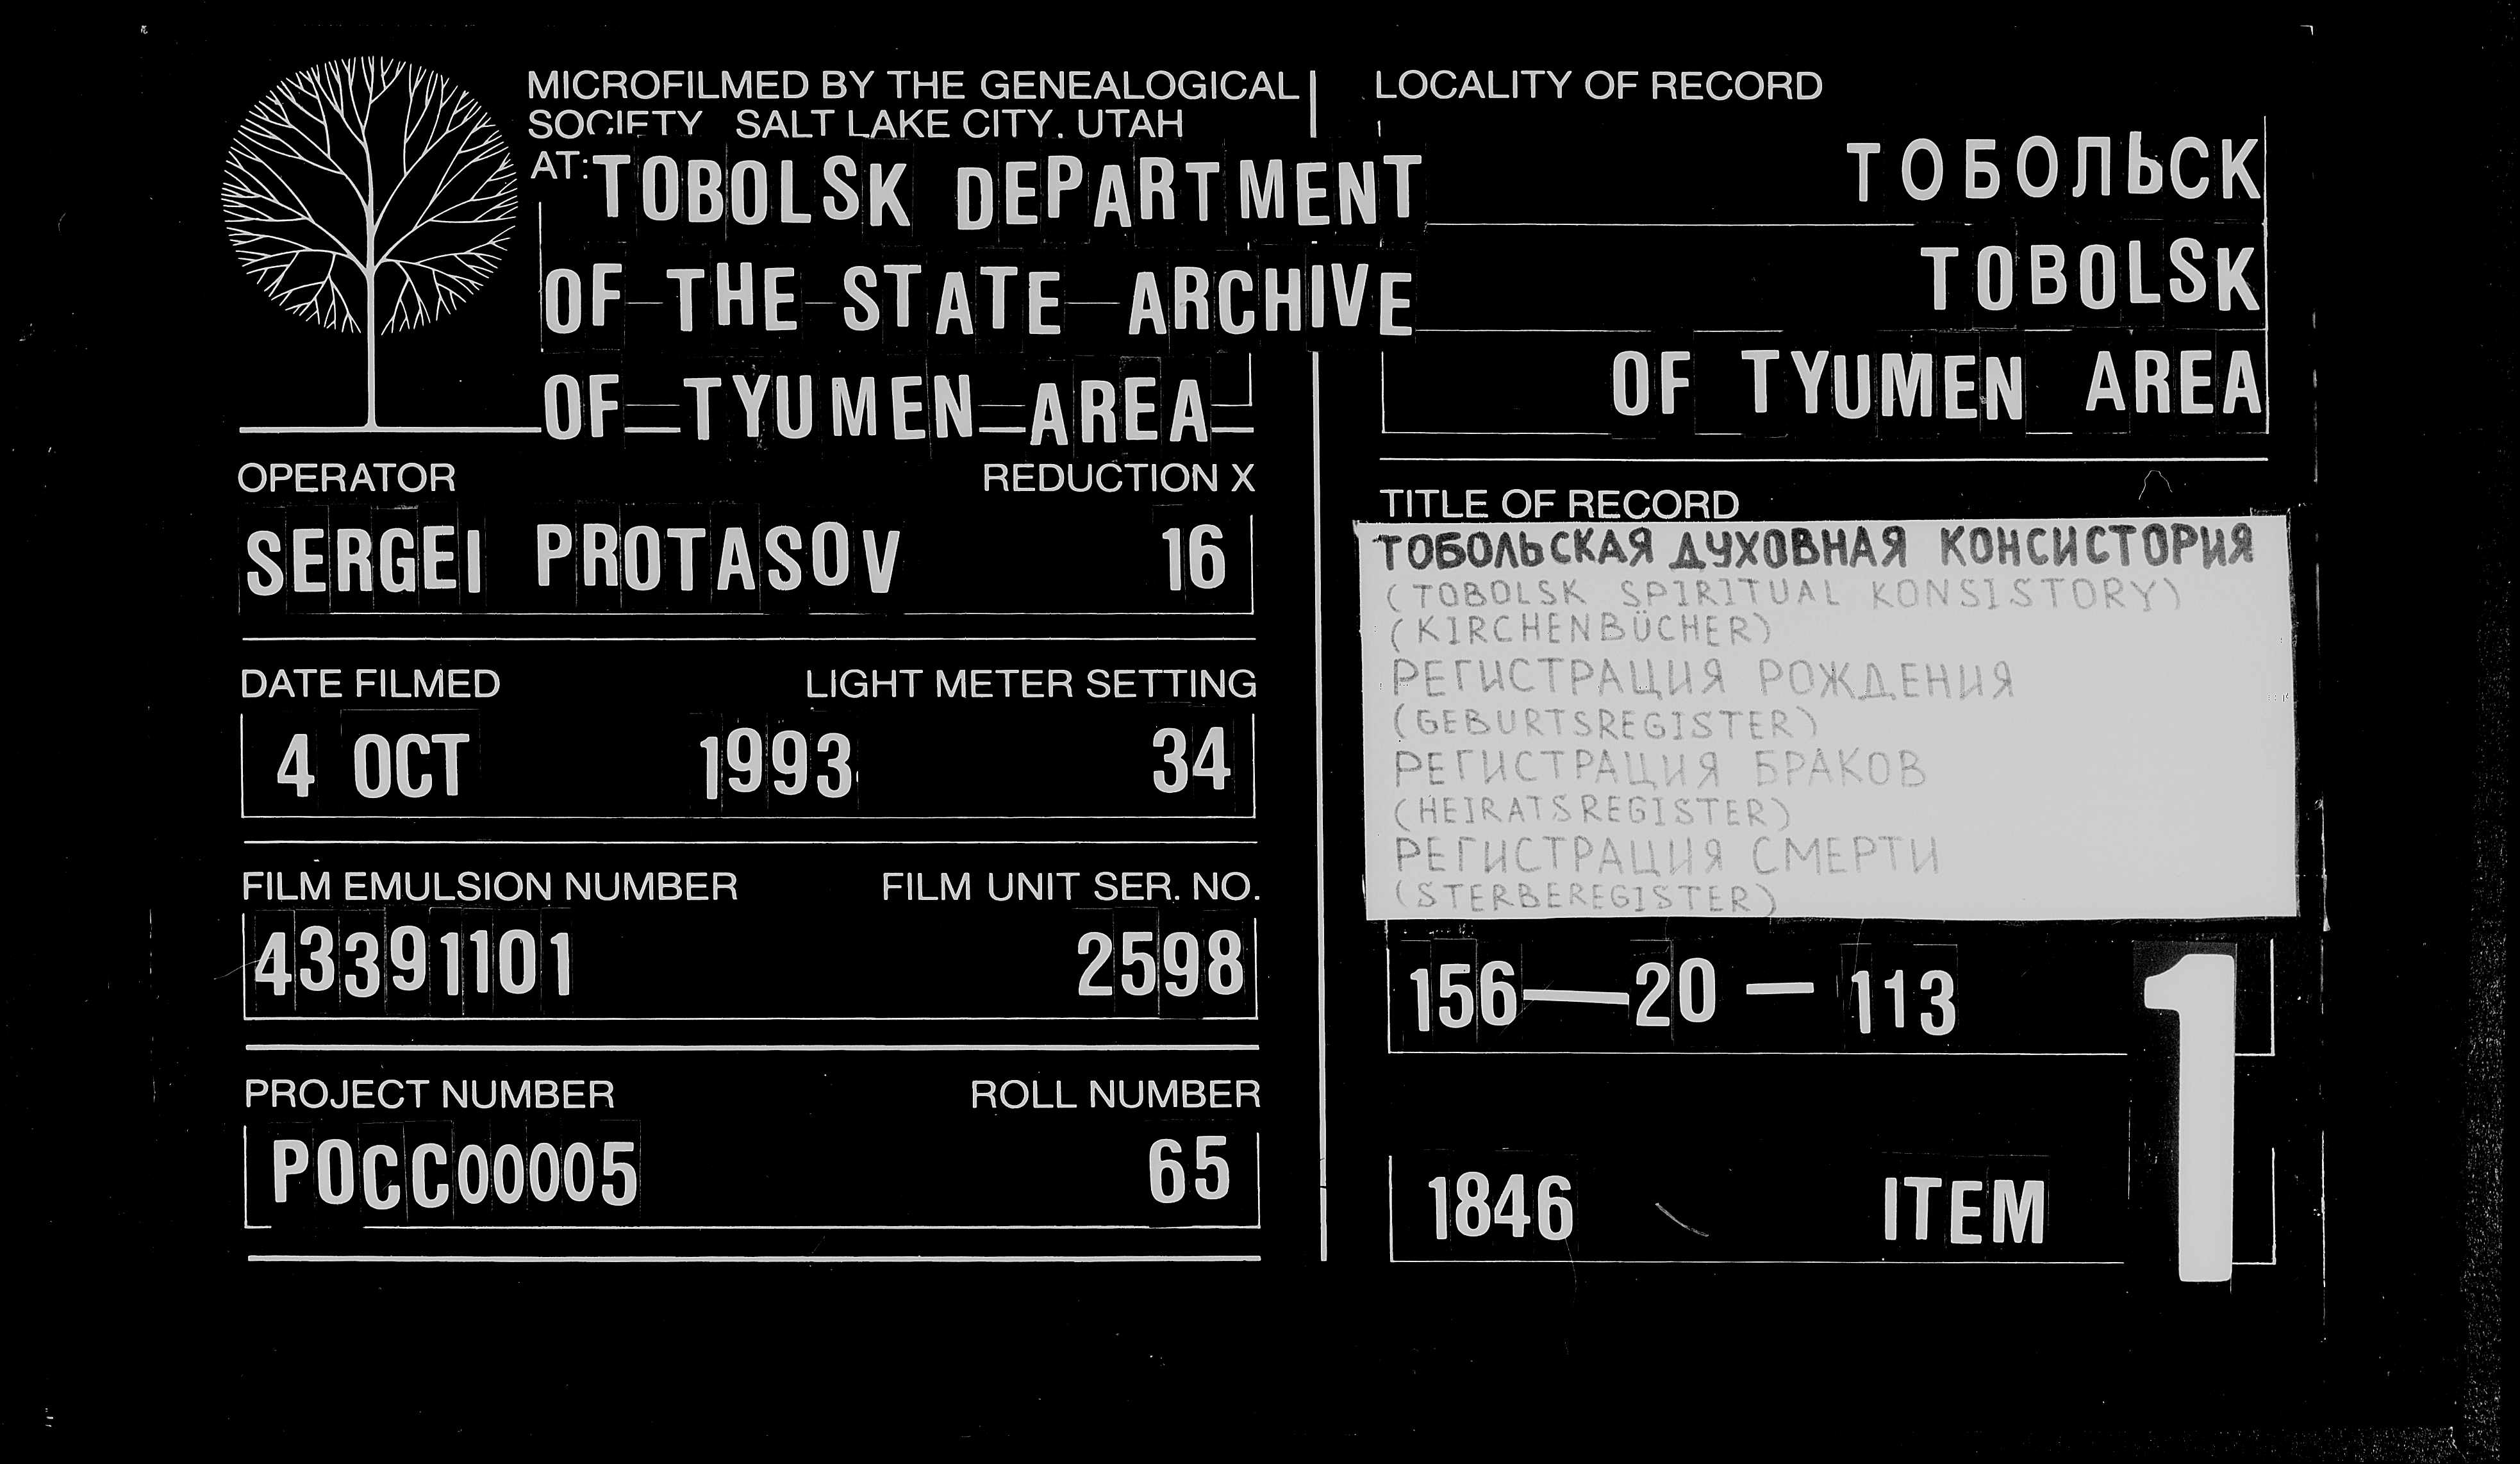 MICROFILMED BY THE GENEALOGICAL
SOCIETY SALT LAKE CITY, UTAH
AT: TOBOLSK DEPARTMENT
OF THE STATE ARCHIVE
OF TYUMEN AREA
OPERATOR REDUCTION X
SERGEI PROTASOV 16
DATE FILMED LIGHT METER SETTING
4 OCT 1993 34
FILM EMULSION NUMBER FILM UNIT SER. NO.
43391101 2598
PROJECT NUMBER ROLL NUMBER
POCC00005 65
LOCALITY OF RECORD
ТОБОЛЬСК
TOBOLSK
OF TYUMEN AREA
TITLE OF RECORD
ТОБОЛЬСКАЯ ДУХОВНАЯ КОНСИСТОРИЯ
(TOBOLSK SPIRITUAL KONSISTORY)
(KIRCHENBÜCHER)
РЕГИСТРАЦИЯ РОЖДЕНИЯ
(GEBURTSREGISTER)
РЕГИСТРАЦИЯ БРАКОВ
(HEIRATSREGISTER)
РЕГИСТРАЦИЯ СМЕРТИ
(STERBEREGISTER)
156—20—113
1846 ITEM 1